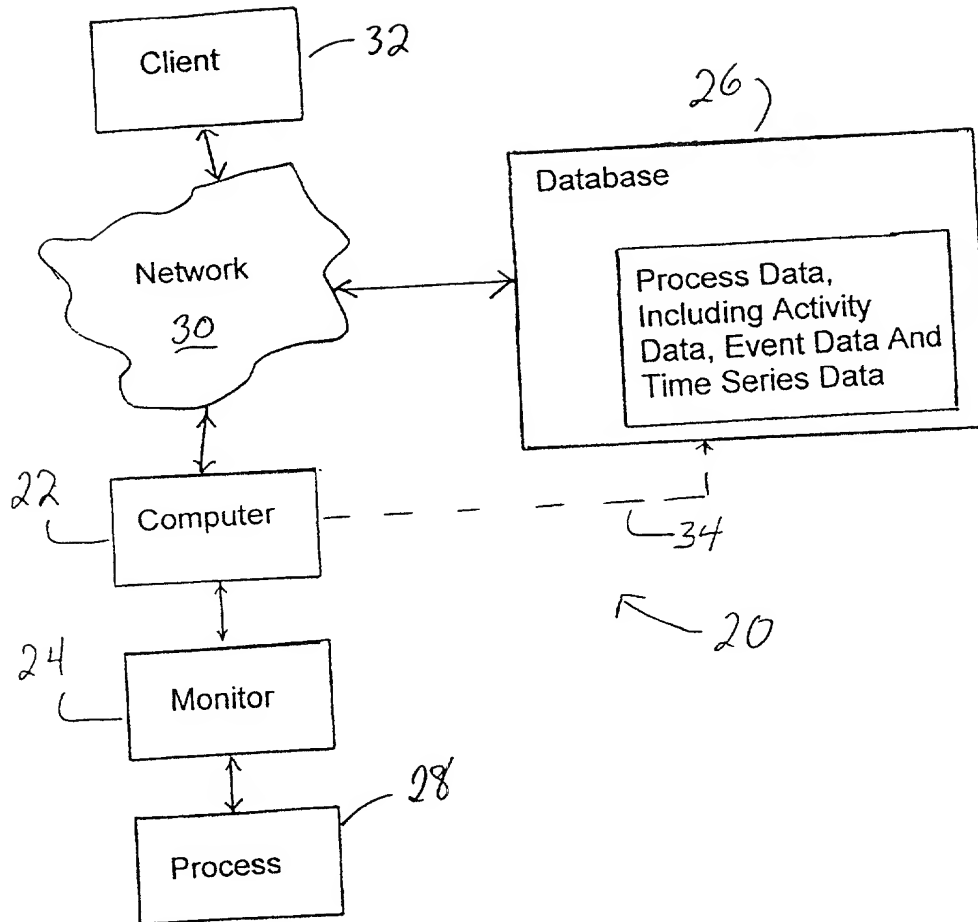 Client
32
26
Database
Network
30
Process Data,
Including Activity
Data, Event Data And
Time Series Data
22
Computer
34
20
24
Monitor
28
Process